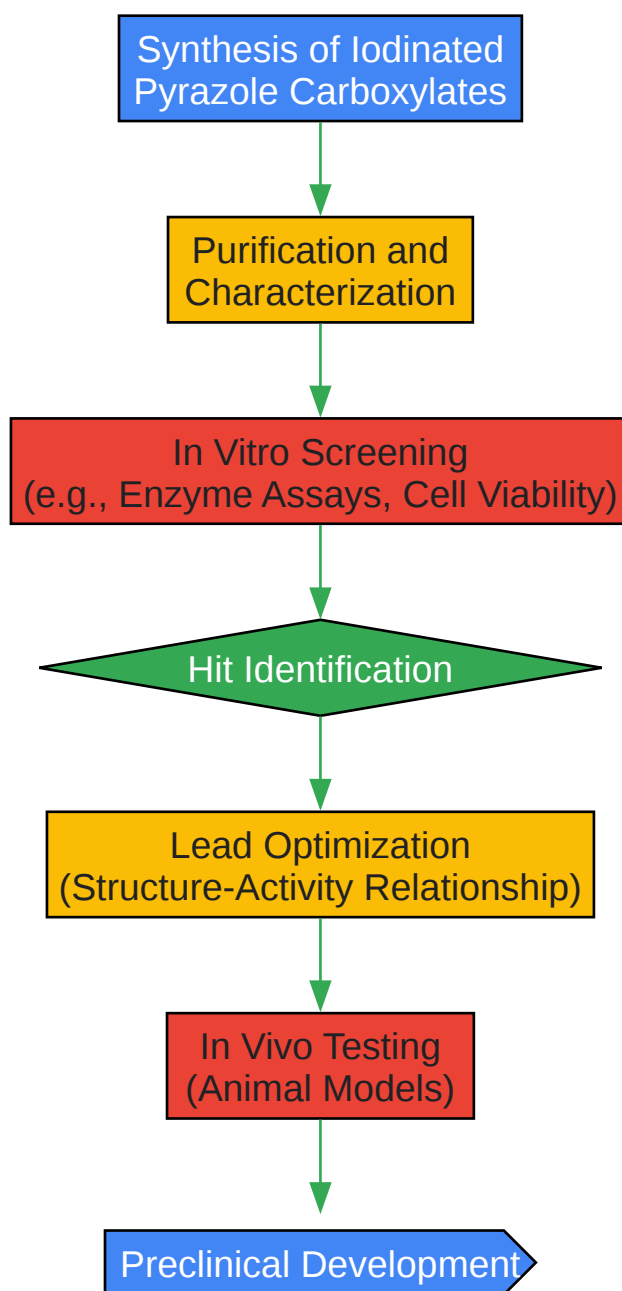 Synthesis of Iodinated
Pyrazole Carboxylates
Purification and
Characterization
In Vitro Screening
(e.g., Enzyme Assays, Cell Viability)
Hit Identification
Lead Optimization
(Structure-Activity Relationship)
In Vivo Testing
(Animal Models)
Preclinical Development